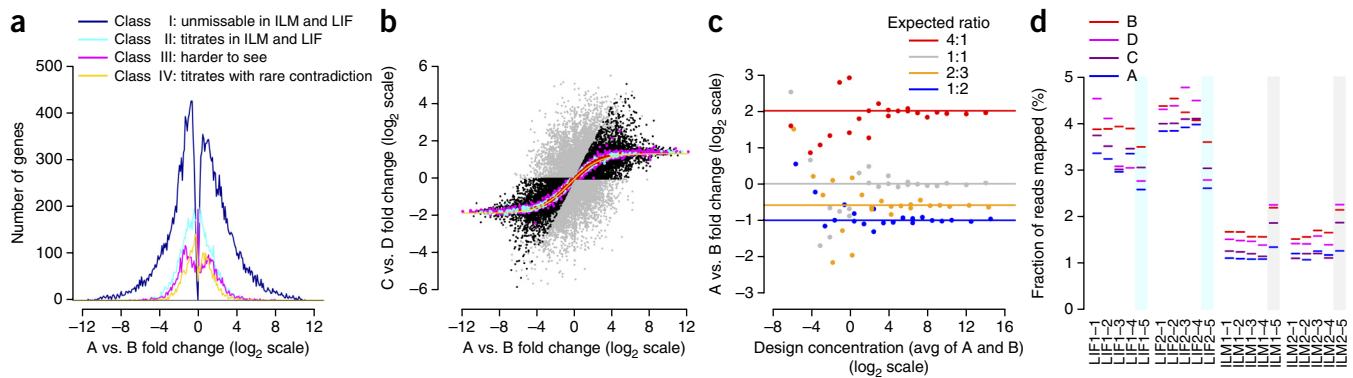 a
Class I: unmissable in ILM and LIF
Class II: titrates in ILM and LIF
Class III: harder to see
Class IV: titrates with rare contradiction
500
400
300
200
100
0
Number of genes
−12 −8 −4 0 4 8 12
A vs. B fold change (log2 scale)
b
6
4
2
0
−2
−4
−6
C vs. D fold change (log2 scale)
−12 −8 −4 0 4 8 12
A vs. B fold change (log2 scale)
c
Expected ratio
4:1
1:1
2:3
1:2
3
2
1
0
−1
−2
−3
A vs. B fold change (log2 scale)
−8 −4 0 4 8 12 16
Design concentration (avg of A and B)
(log2 scale)
d
B
D
C
A
5
4
3
2
1
0
Fraction of reads mapped (%)
LIF1−1
LIF1−2
LIF1−3
LIF1−4
LIF1−5
LIF2−1
LIF2−2
LIF2−3
LIF2−4
LIF2−5
ILM1−1
ILM1−2
ILM1−3
ILM1−4
ILM1−5
ILM2−1
ILM2−2
ILM2−3
ILM2−4
ILM2−5